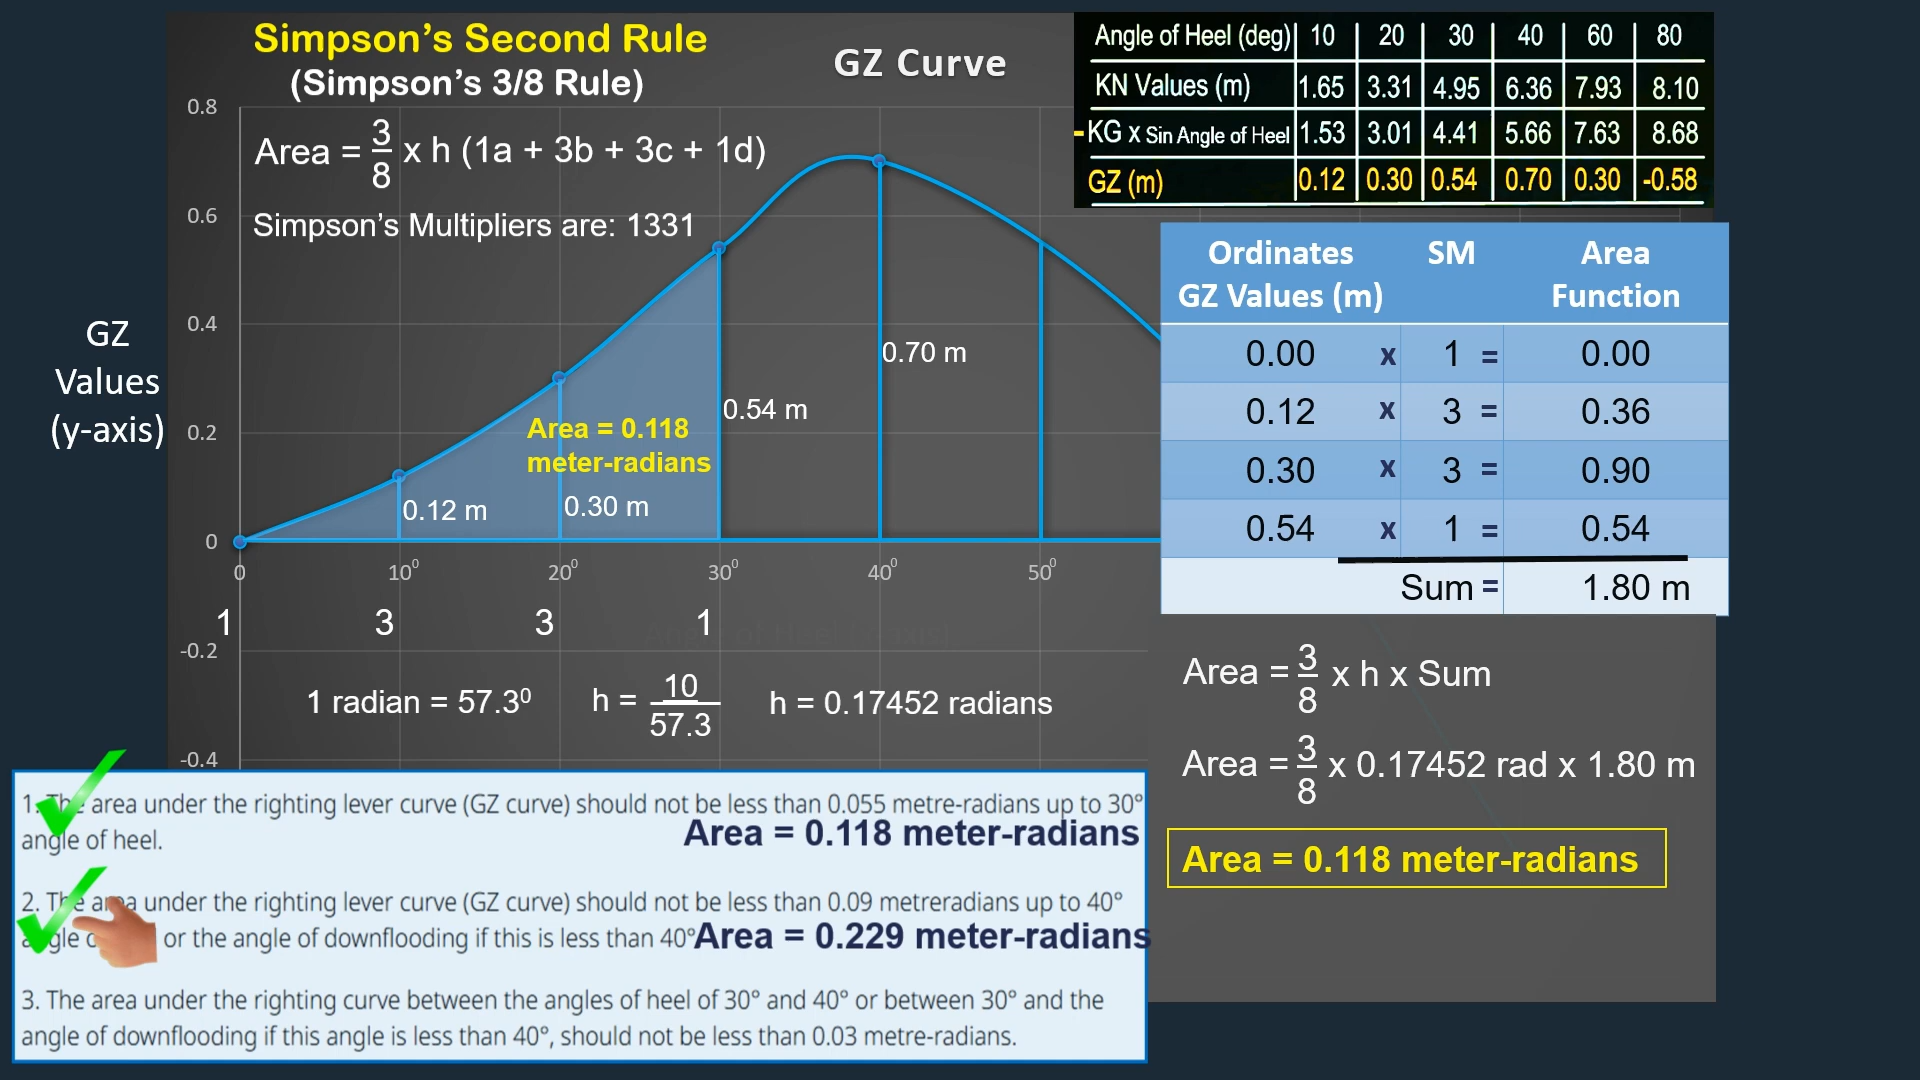 Simpson's Second Rule
(Simpson's 3/8 Rule)
GZ Curve
Area = 3/8 x h (1a + 3b + 3c + 1d)
Simpson's Multipliers are: 1331
GZ
Values
(y-axis)
0.8
0.6
0.4
0.2
0
-0.2
-0.4
0.12 m
0.30 m
0.54 m
0.70 m
Area = 0.118
meter-radians
0 10⁰ 20⁰ 30⁰ 40⁰ 50⁰
1 3 3 1
1 radian = 57.3⁰ h = 10/57.3 h = 0.17452 radians
Angle of Heel (deg) 10 20 30 40 60 80
KN Values (m) 1.65 3.31 4.95 6.36 7.93 8.10
-KG x Sin Angle of Heel 1.53 3.01 4.41 5.66 7.63 8.68
GZ (m) 0.12 0.30 0.54 0.70 0.30 -0.58
Ordinates SM Area
GZ Values (m) Function
0.00 x 1 = 0.00
0.12 x 3 = 0.36
0.30 x 3 = 0.90
0.54 x 1 = 0.54
Sum = 1.80 m
Area = 3/8 x h x Sum
Area = 3/8 x 0.17452 rad x 1.80 m
Area = 0.118 meter-radians
1. The area under the righting lever curve (GZ curve) should not be less than 0.055 metre-radians up to 30°
angle of heel.
Area = 0.118 meter-radians
2. The area under the righting lever curve (GZ curve) should not be less than 0.09 metreradians up to 40°
angle or the angle of downflooding if this is less than 40°
Area = 0.229 meter-radians
3. The area under the righting curve between the angles of heel of 30° and 40° or between 30° and the
angle of downflooding if this angle is less than 40°, should not be less than 0.03 metre-radians.